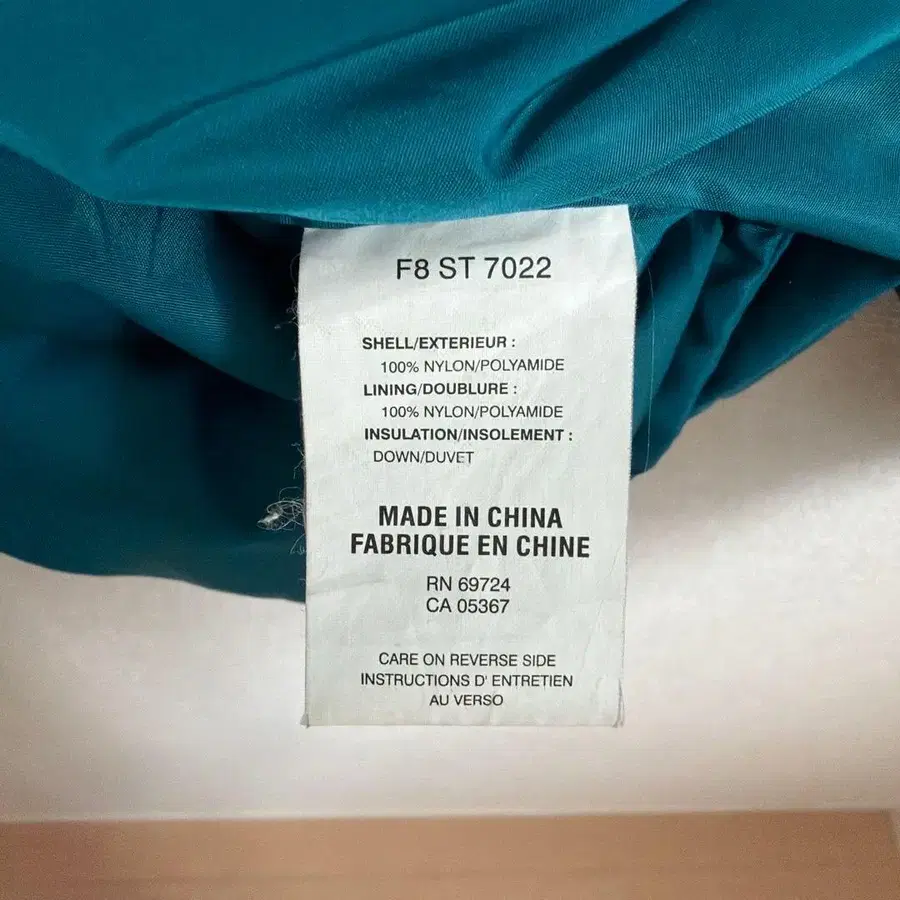 F8 ST 7022
SHELL/EXTERIEUR :
100% NYLON/POLYAMIDE
LINING/DOUBLURE :
100% NYLON/POLYAMIDE
INSULATION/INSOLEMENT :
DOWN/DUVET
MADE IN CHINA
FABRIQUE EN CHINE
RN 69724
CA 05367
CARE ON REVERSE SIDE
INSTRUCTIONS D' ENTRETIEN
AU VERSO